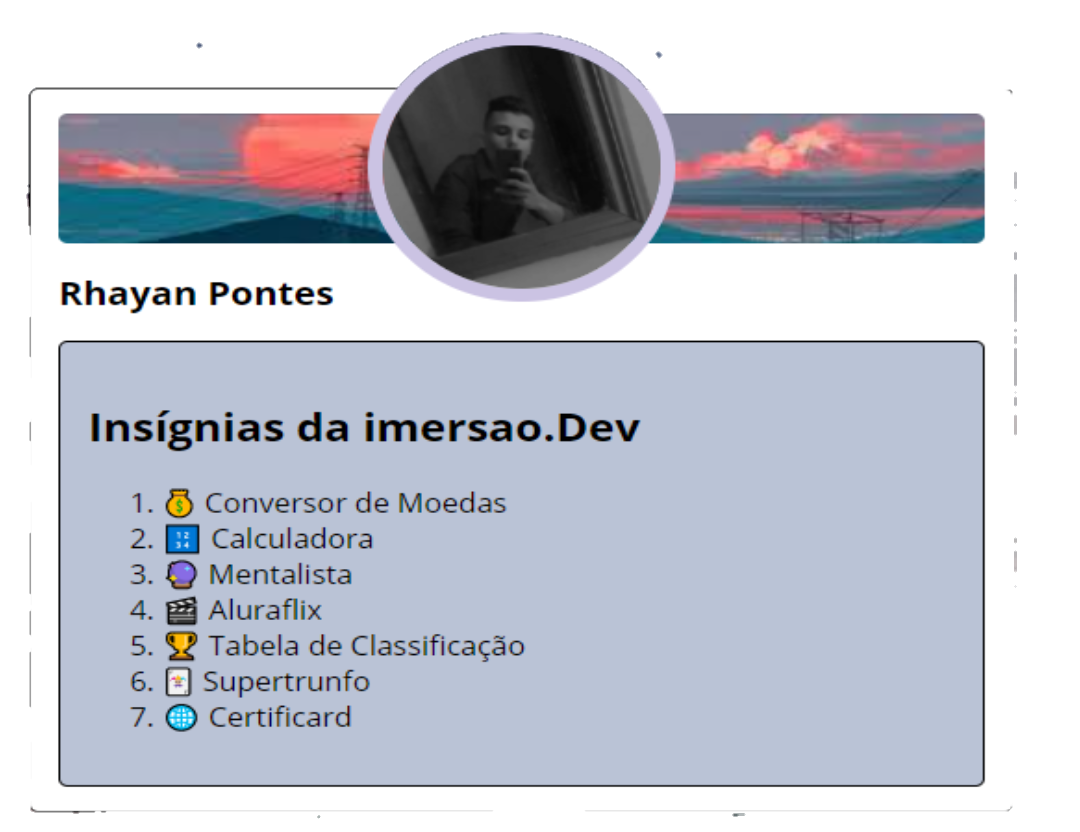 Rhayan Pontes
Insígnias da imersao.Dev
1. 💰 Conversor de Moedas
2. 🔢 Calculadora
3. 🔮 Mentalista
4. 🎬 Aluraflix
5. 🏆 Tabela de Classificação
6. 🃏 Supertrunfo
7. 🌐 Certificard